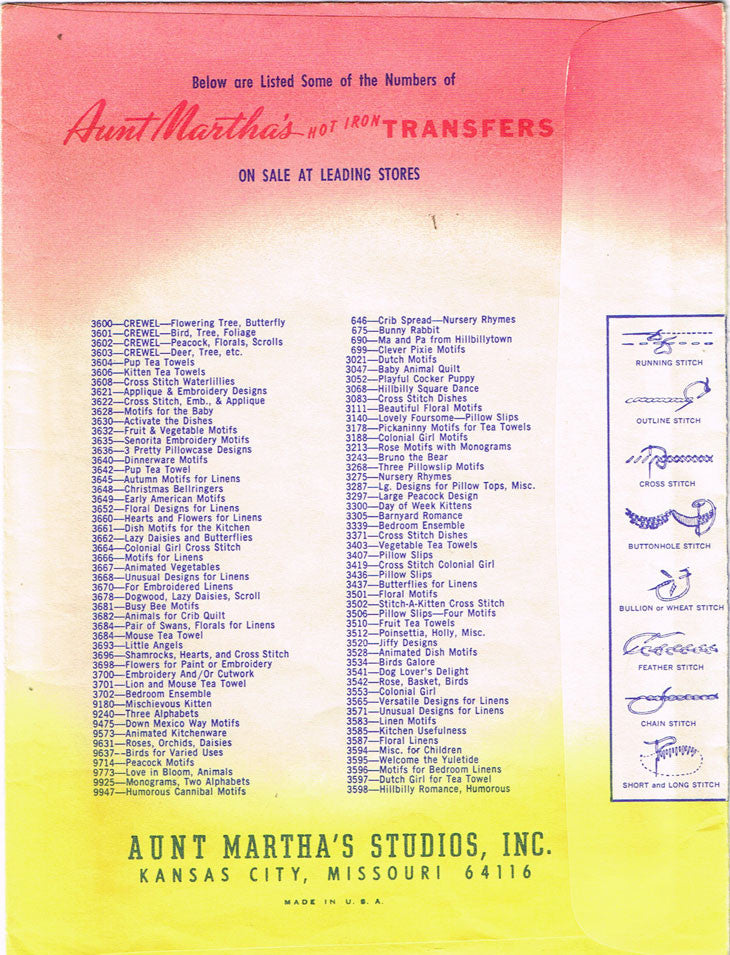 Below are Listed Some of the Numbers of
Aunt Martha's HOT IRON TRANSFERS
ON SALE AT LEADING STORES
3600—CREWEL—Flowering Tree, Butterfly
3601—CREWEL—Bird, Tree, Foliage
3602—CREWEL—Peacock, Florals, Scrolls
3603—CREWEL—Deer, Tree, etc.
3604—Pup Tea Towels
3606—Kitten Tea Towels
3608—Cross Stitch Waterlillies
3621—Applique & Embroidery Designs
3622—Cross Stitch, Emb., & Applique
3628—Motifs for the Baby
3630—Activate the Dishes
3632—Fruit & Vegetable Motifs
3635—Senorita Embroidery Motifs
3636—3 Pretty Pillowcase Designs
3640—Dinnerware Motifs
3642—Pup Tea Towel
3645—Autumn Motifs for Linens
3648—Christmas Bellringers
3649—Early American Motifs
3652—Floral Designs for Linens
3660—Hearts and Flowers for Linens
3661—Dish Motifs for the Kitchen
3662—Lazy Daisies and Butterflies
3664—Colonial Girl Cross Stitch
3666—Motifs for Linens
3667—Animated Vegetables
3668—Unusual Designs for Linens
3670—For Embroidered Linens
3678—Dogwood, Lazy Daisies, Scroll
3681—Busy Bee Motifs
3682—Animals for Crib Quilt
3684—Pair of Swans, Florals for Linens
3684—Mouse Tea Towel
3693—Little Angels
3696—Shamrocks, Hearts, and Cross Stitch
3698—Flowers for Paint or Embroidery
3700—Embroidery And/Or Cutwork
3701—Lion and Mouse Tea Towel
3702—Bedroom Ensemble
9180—Mischievous Kitten
9240—Three Alphabets
9475—Down Mexico Way Motifs
9573—Animated Kitchenware
9631—Roses, Orchids, Daisies
9637--Birds for Varied Uses
9714—Peacock Motifs
9773—Love in Bloom, Animals
9925—Monograms, Two Alphabets
9947—Humorous Cannibal Motifs
646—Crib Spread—Nursery Rhymes
675—Bunny Rabbit
690—Ma and Pa from Hillbillytown
699—Clever Pixie Motifs
3021—Dutch Motifs
3047—Baby Animal Quilt
3052—Playful Cocker Puppy
3068—Hillbilly Square Dance
3083—Cross Stitch Dishes
3111—Beautiful Floral Motifs
3140—Lovely Foursome—Pillow Slips
3178—Pickaninny Motifs for Tea Towels
3188—Colonial Girl Motifs
3213—Rose Motifs with Monograms
3243—Bruno the Bear
3268—Three Pillowslip Motifs
3275—Nursery Rhymes
3287—Lg. Designs for Pillow Tops, Misc.
3297—Large Peacock Design
3300—Day of Week Kittens
3305—Barnyard Romance
3339—Bedroom Ensemble
3371—Cross Stitch Dishes
3403—Vegetable Tea Towels
3407—Pillow Slips
3419—Cross Stitch Colonial Girl
3436—Pillow Slips
3437—Butterflies for Linens
3501—Floral Motifs
3502—Stitch-A-Kitten Cross Stitch
3506—Pillow Slips—Four Motifs
3510—Fruit Tea Towels
3512—Poinsettia, Holly, Misc.
3520—Jiffy Designs
3528—Animated Dish Motifs
3534—Birds Galore
3541—Dog Lover's Delight
3542—Rose, Basket, Birds
3553—Colonial Girl
3565—Versatile Designs for Linens
3571—Unusual Designs for Linens
3583—Linen Motifs
3585—Kitchen Usefulness
3587—Floral Linens
3594—Misc. for Children
3595—Welcome the Yuletide
3596—Motifs for Bedroom Linens
3597—Dutch Girl for Tea Towel
3598—Hillbilly Romance, Humorous
RUNNING STITCH
OUTLINE STITCH
CROSS STITCH
BUTTONHOLE STITCH
BULLION or WHEAT STITCH
FEATHER STITCH
CHAIN STITCH
SHORT and LONG STITCH
AUNT MARTHA'S STUDIOS, INC.
KANSAS CITY, MISSOURI 64116
MADE IN U. S. A.